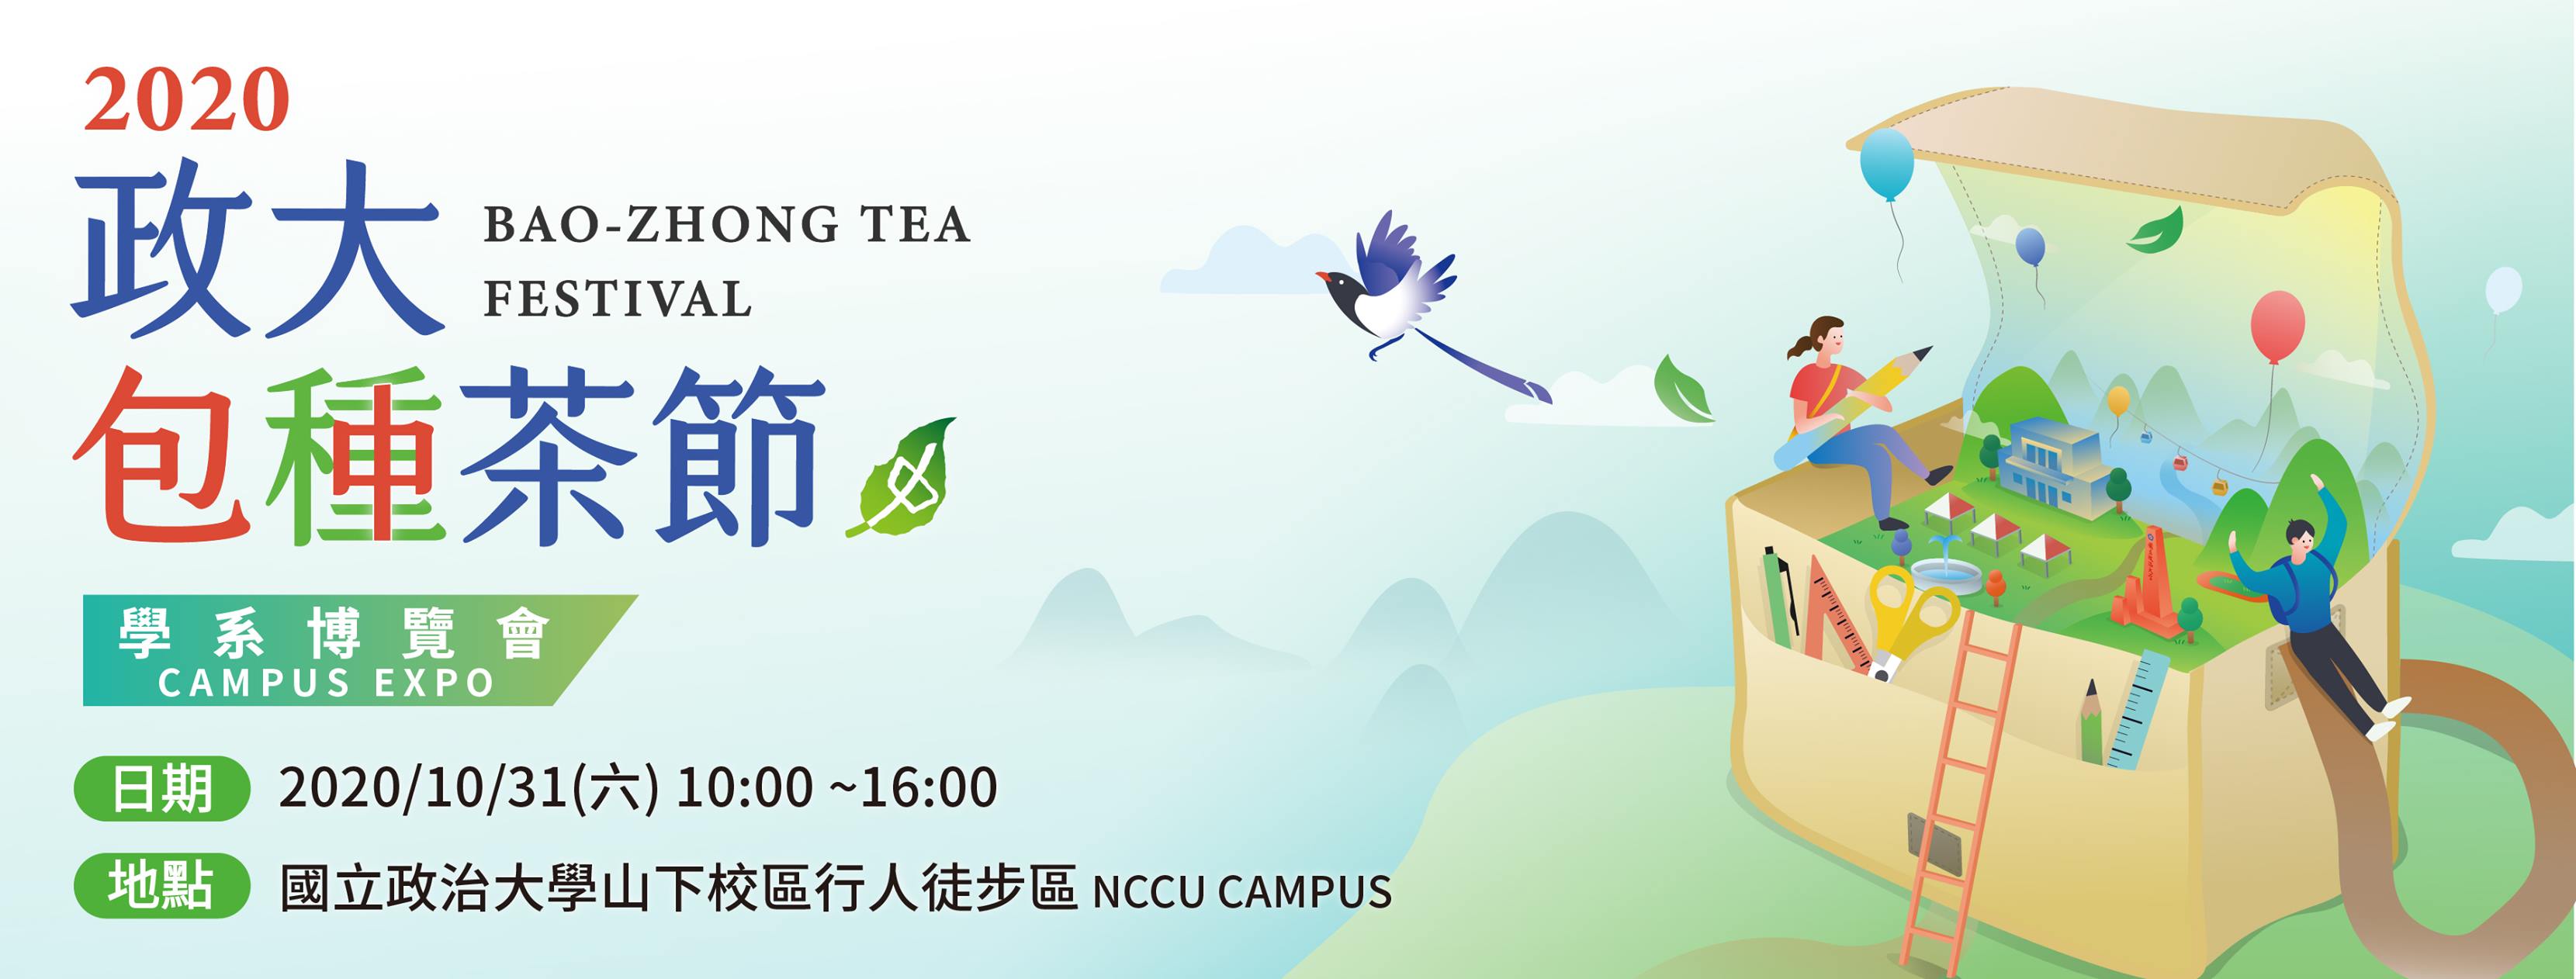 2020
政大
BAO-ZHONG TEA
FESTIVAL
包種茶節
學系博覽會
CAMPUS EXPO
日期 2020/10/31(六) 10:00 ~16:00
地點 國立政治大學山下校區行人徒步區 NCCU CAMPUS